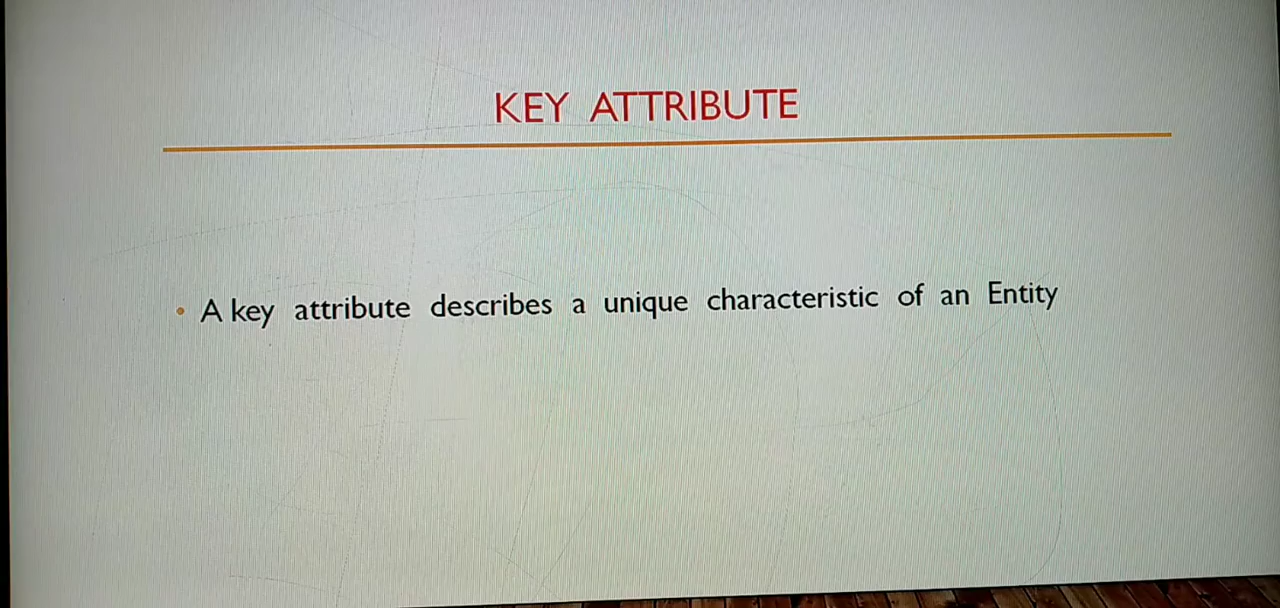 KEY ATTRIBUTE
• A key attribute describes a unique characteristic of an Entity